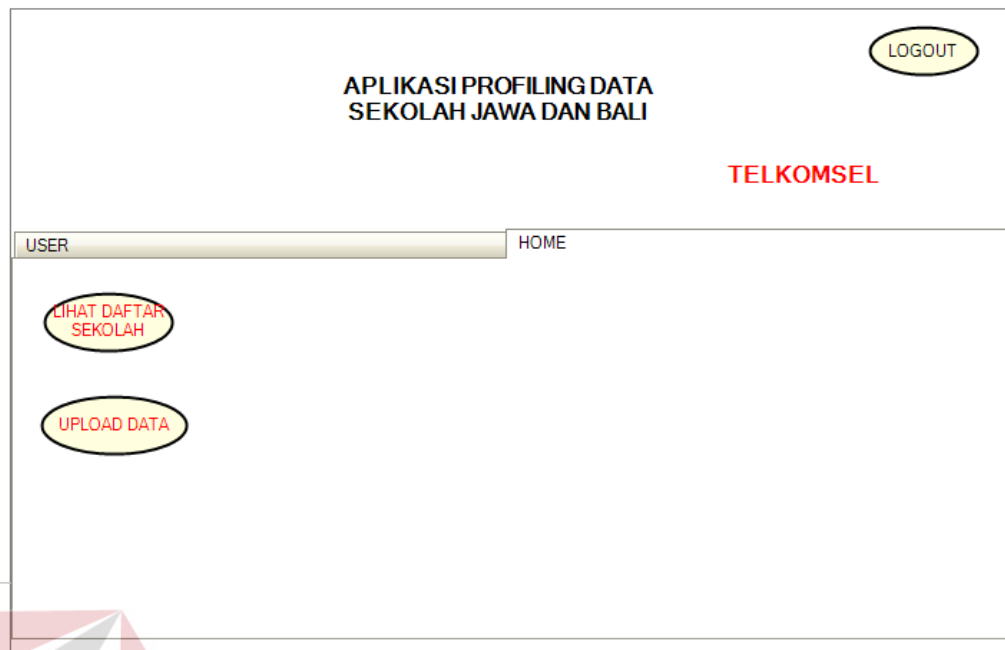 LOGOUT
APLIKASI PROFILING DATA
SEKOLAH JAWA DAN BALI
TELKOMSEL
USER
HOME
LIHAT DAFTAR
SEKOLAH
UPLOAD DATA